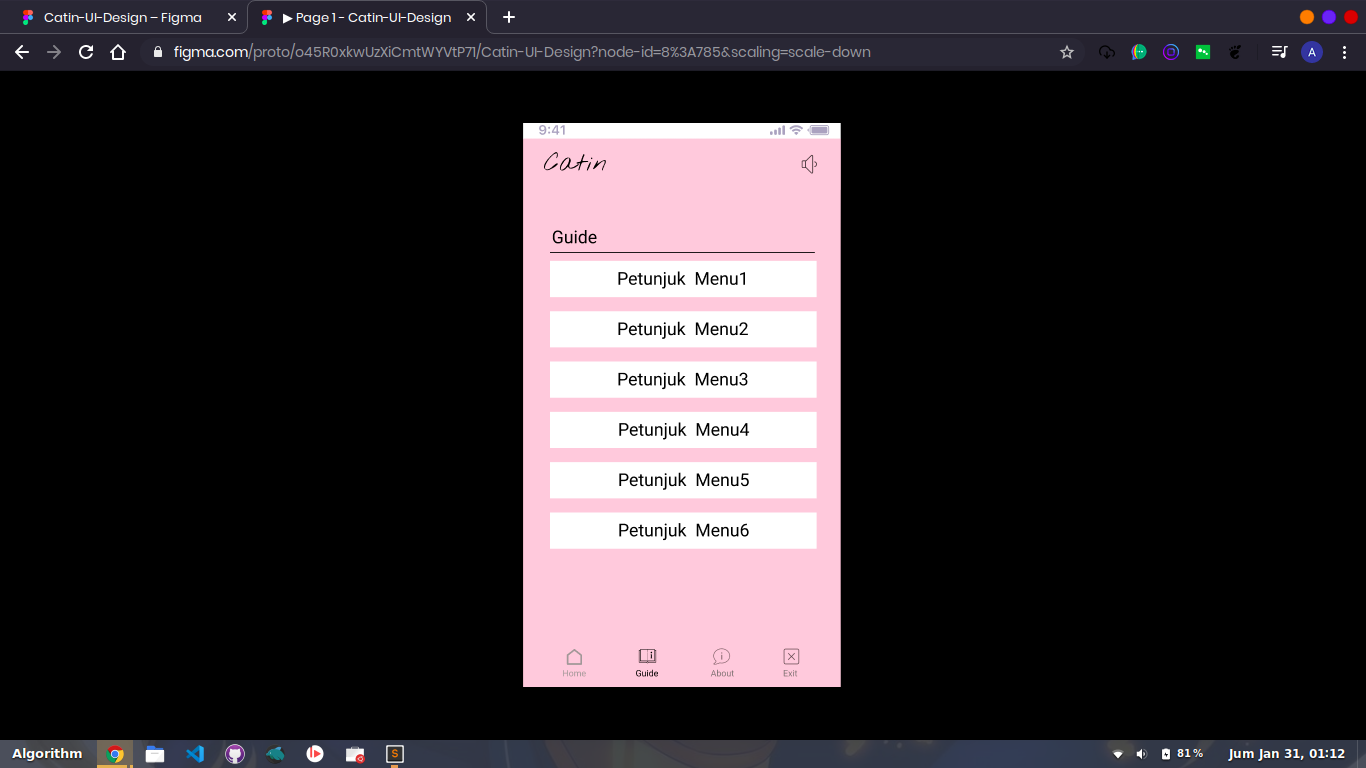 Catin-UI-Design – Figma
▶ Page 1 - Catin-UI-Design
figma.com/proto/o45R0xkwUzXiCmtWYVtP71/Catin-UI-Design?node-id=8%3A785&scaling=scale-down
A
9:41
Catin
Guide
Petunjuk Menu1
Petunjuk Menu2
Petunjuk Menu3
Petunjuk Menu4
Petunjuk Menu5
Petunjuk Menu6
Home Guide About Exit
Algorithm
S
81%
Jum Jan 31, 01:12